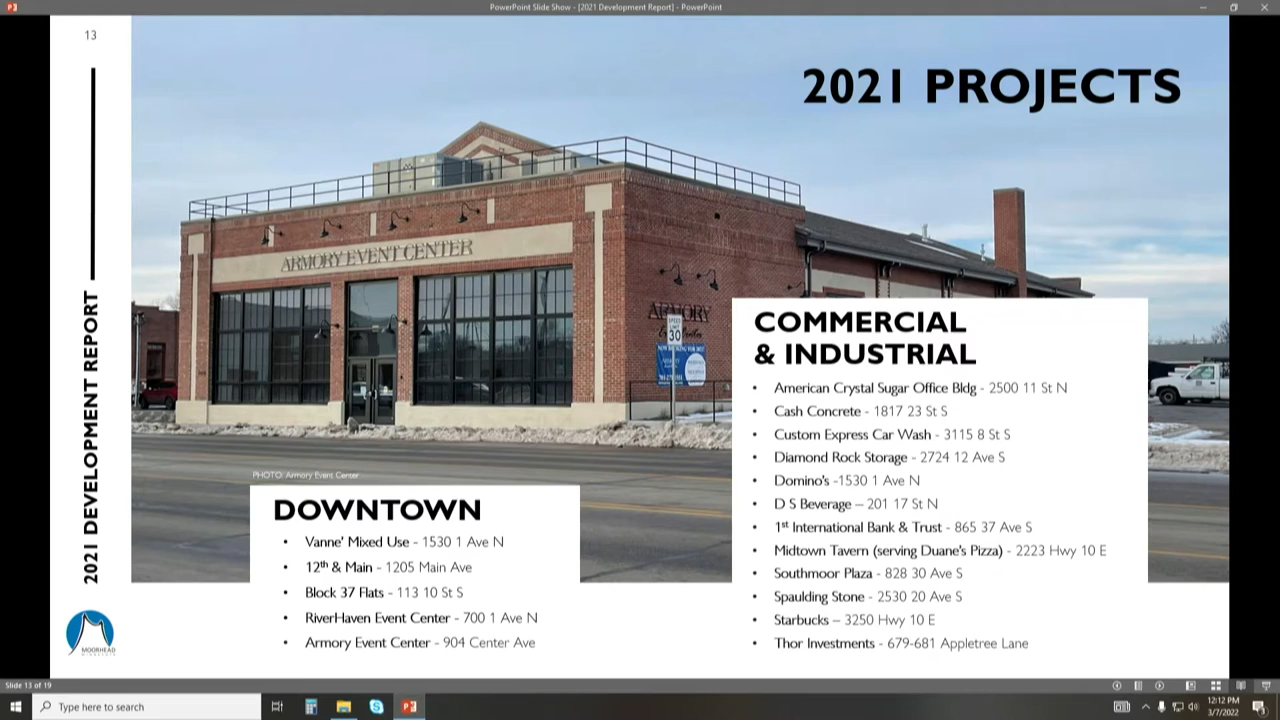 PowerPoint Slide Show - [2021 Development Report] - PowerPoint
13
2021 DEVELOPMENT REPORT
2021 PROJECTS
ARMORY EVENT CENTER
ARMORY
SPEED
LIMIT
30
PHOTO: Armory Event Center
DOWNTOWN
• Vanne' Mixed Use - 1530 1 Ave N
• 12th & Main - 1205 Main Ave
• Block 37 Flats - 113 10 St S
• RiverHaven Event Center - 700 1 Ave N
• Armory Event Center - 904 Center Ave
COMMERCIAL
& INDUSTRIAL
• American Crystal Sugar Office Bldg - 2500 11 St N
• Cash Concrete - 1817 23 St S
• Custom Express Car Wash - 3115 8 St S
• Diamond Rock Storage - 2724 12 Ave S
• Domino's -1530 1 Ave N
• D S Beverage – 201 17 St N
• 1st International Bank & Trust - 865 37 Ave S
• Midtown Tavern (serving Duane's Pizza) - 2223 Hwy 10 E
• Southmoor Plaza - 828 30 Ave S
• Spaulding Stone - 2530 20 Ave S
• Starbucks – 3250 Hwy 10 E
• Thor Investments - 679-681 Appletree Lane
MOORHEAD
MINNESOTA
Slide 13 of 19
Type here to search
12:12 PM
3/7/2022